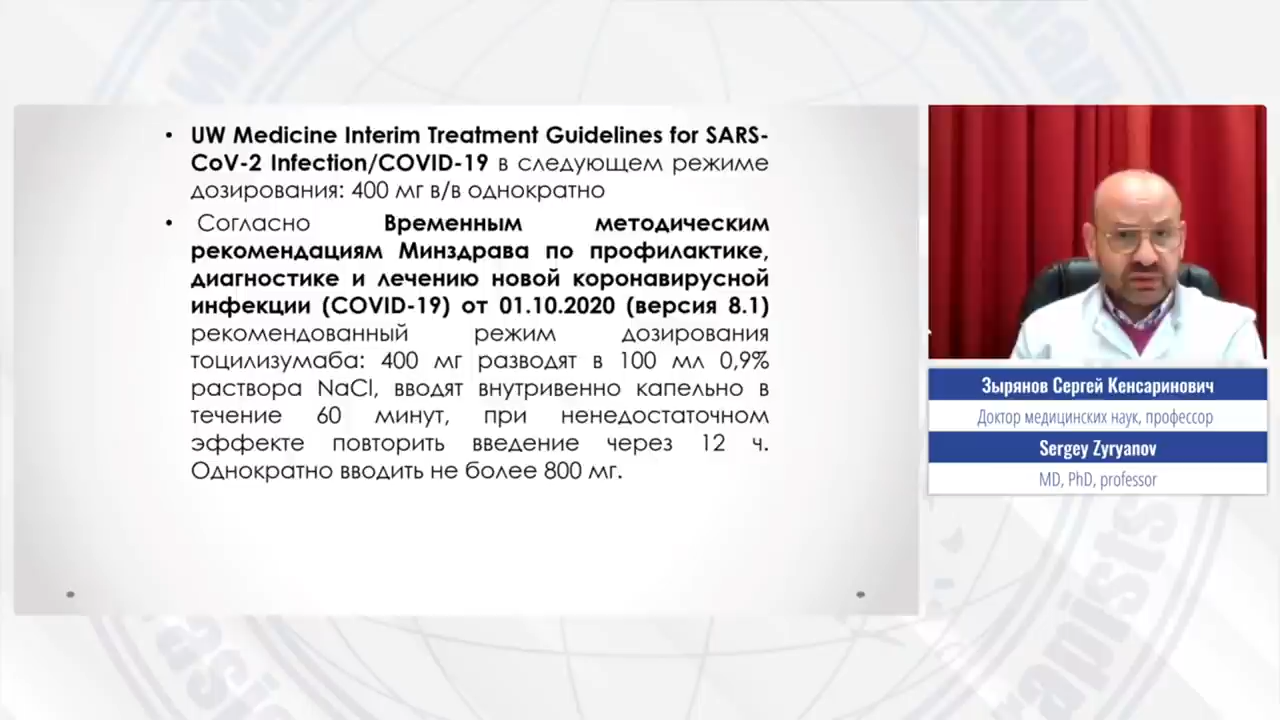 • UW Medicine Interim Treatment Guidelines for SARS-
CoV-2 Infection/COVID-19 в следующем режиме
дозирования: 400 мг в/в однократно
• Согласно Временным методическим
рекомендациям Минздрава по профилактике,
диагностике и лечению новой коронавирусной
инфекции (COVID-19) от 01.10.2020 (версия 8.1)
рекомендованный режим дозирования
тоцилизумаба: 400 мг разводят в 100 мл 0,9%
раствора NaCl, вводят внутривенно капельно в
течение 60 минут, при ненедостаточном
эффекте повторить введение через 12 ч.
Однократно вводить не более 800 мг.
Зырянов Сергей Кенсаринович
Доктор медицинских наук, профессор
Sergey Zyryanov
MD, PhD, professor